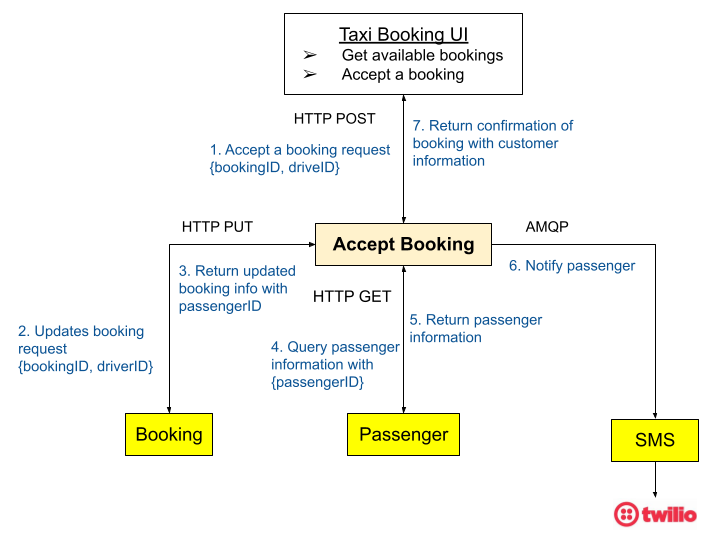 Taxi Booking UI
➢ Get available bookings
➢ Accept a booking
HTTP POST
1. Accept a booking request
{bookingID, driveID}
7. Return confirmation of
booking with customer
information
HTTP PUT
Accept Booking
AMQP
3. Return updated
booking info with
passengerID
6. Notify passenger
HTTP GET
2. Updates booking
request
{bookingID, driverID}
4. Query passenger
information with
{passengerID}
5. Return passenger
information
Booking
Passenger
SMS
twilio